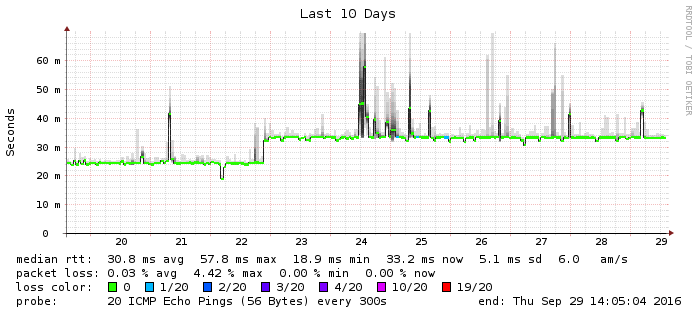 Last 10 Days
RRDTOOL / TOBI OETIKER
Seconds
60 m
50 m
40 m
30 m
20 m
10 m
0
20 21 22 23 24 25 26 27 28 29
median rtt: 30.8 ms avg 57.8 ms max 18.9 ms min 33.2 ms now 5.1 ms sd 6.0 am/s
packet loss: 0.03 % avg 4.42 % max 0.00 % min 0.00 % now
loss color: 0 1/20 2/20 3/20 4/20 10/20 19/20
probe: 20 ICMP Echo Pings (56 Bytes) every 300s end: Thu Sep 29 14:05:04 2016